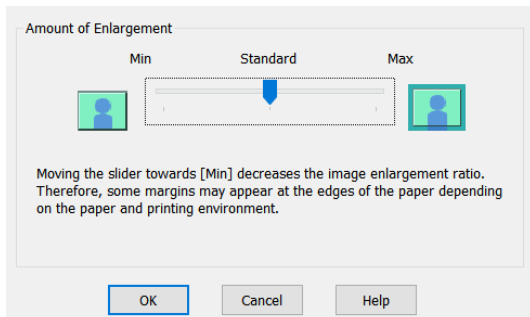 Amount of Enlargement
Min Standard Max
Moving the slider towards [Min] decreases the image enlargement ratio.
Therefore, some margins may appear at the edges of the paper depending
on the paper and printing environment.
OK Cancel Help